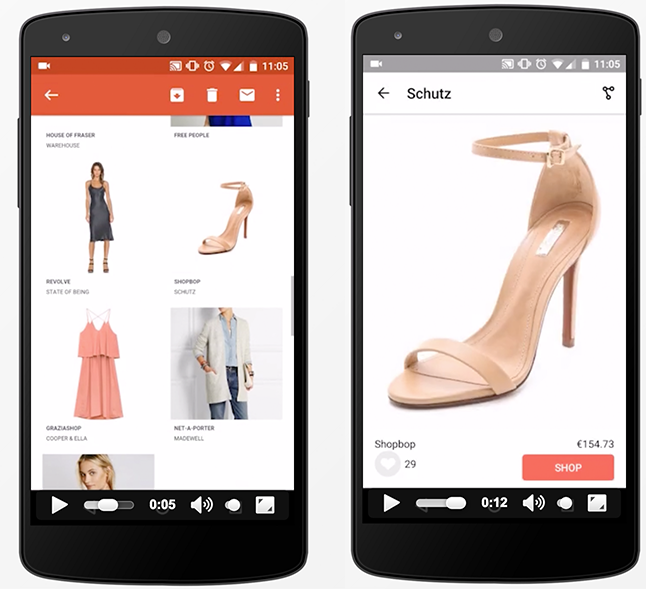 11:05
HOUSE OF FRASER
WAREHOUSE
FREE PEOPLE
REVOLVE
STATE OF BEING
SHOPBOP
SCHUTZ
GRAZIASHOP
COOPER & ELLA
NET-A-PORTER
MADEWELL
0:05
11:05
Schutz
Shopbop
€154.73
29
SHOP
0:12